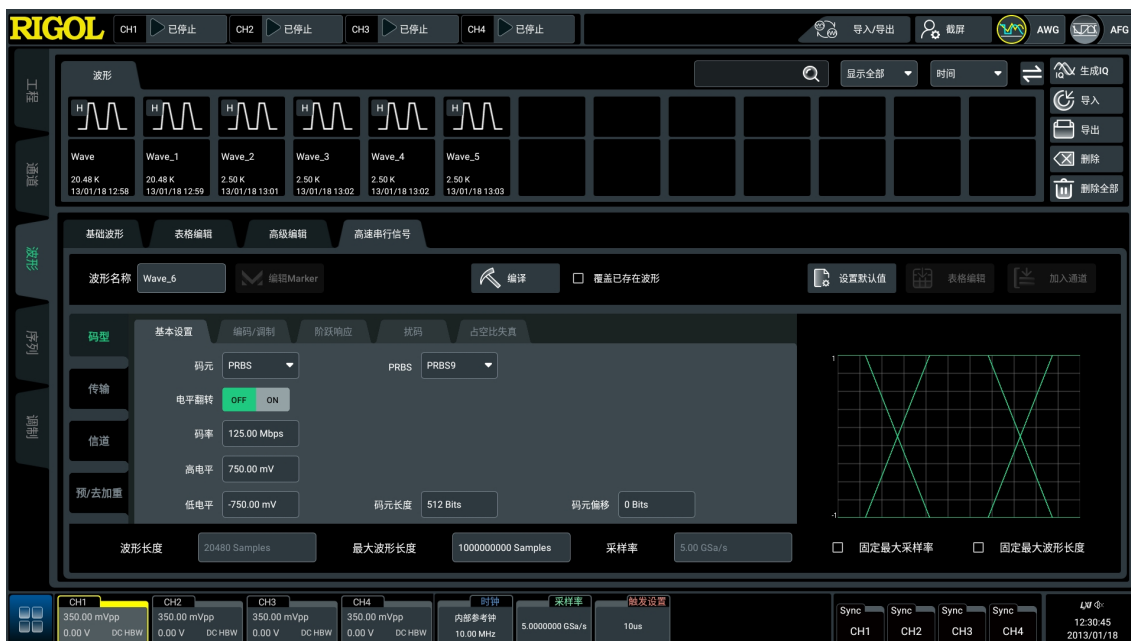 RIGOL CH1 已停止 CH2 已停止 CH3 已停止 CH4 已停止 导入/导出 截屏 AWG AFG
工程
通道
波形
序列
调制
波形 显示全部 时间 生成IQ
导入
导出
删除
删除全部
H H H H H H
Wave Wave_1 Wave_2 Wave_3 Wave_4 Wave_5
20.48 K 20.48 K 2.50 K 2.50 K 2.50 K 2.50 K
13/01/18 12:58 13/01/18 12:59 13/01/18 13:01 13/01/18 13:02 13/01/18 13:02 13/01/18 13:03
基础波形 表格编辑 高级编辑 高速串行信号
波形名称 Wave_6 编辑Marker 编译 覆盖已存在波形 设置默认值 表格编辑 加入通道
码型 基本设置 编码/调制 阶跃响应 扰码 占空比失真
传输
信道
预/去加重
码元 PRBS PRBS PRBS9
电平翻转 OFF ON
码率 125.00 Mbps
高电平 750.00 mV
低电平 -750.00 mV 码元长度 512 Bits 码元偏移 0 Bits
1
-1
波形长度 20480 Samples 最大波形长度 1000000000 Samples 采样率 5.00 GSa/s 固定最大采样率 固定最大波形长度
CH1 CH2 CH3 CH4 时钟 采样率 触发设置
350.00 mVpp 350.00 mVpp 350.00 mVpp 350.00 mVpp 内部参考钟 5.0000000 GSa/s 10us
0.00 V DC HBW 0.00 V DC HBW 0.00 V DC HBW 0.00 V DC HBW 10.00 MHz
Sync Sync Sync Sync LXI
CH1 CH2 CH3 CH4 12:30:45
2013/01/18